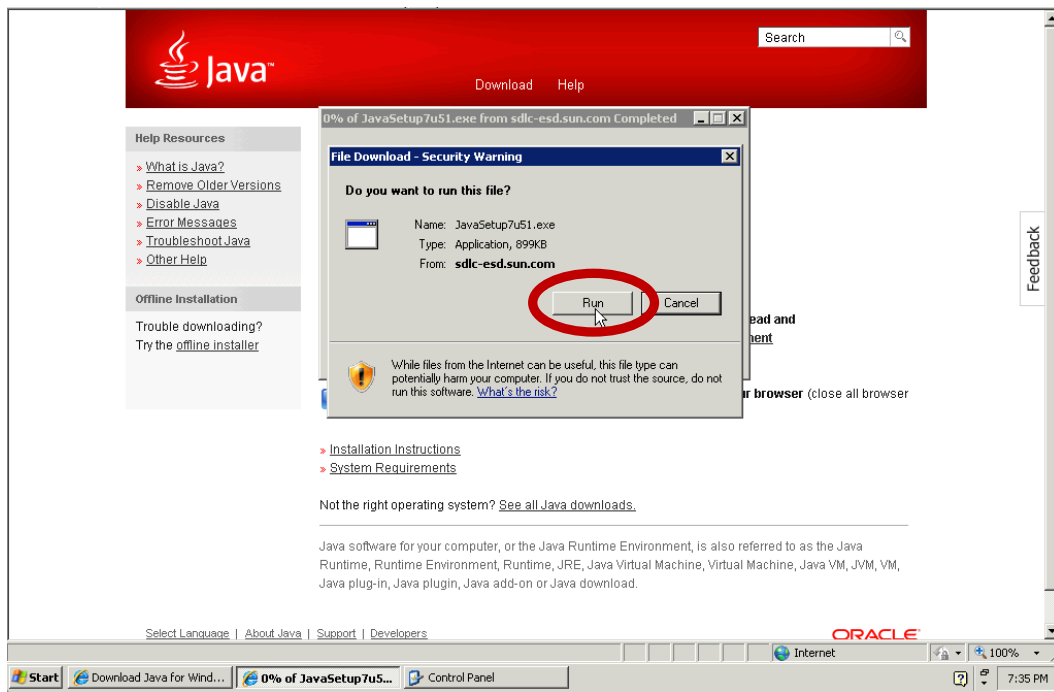 Java™
Search
Download Help
Help Resources
» What is Java?
» Remove Older Versions
» Disable Java
» Error Messages
» Troubleshoot Java
» Other Help
Offline Installation
Trouble downloading?
Try the offline installer
0% of JavaSetup7u51.exe from sdlc-esd.sun.com Completed
File Download - Security Warning
Do you want to run this file?
Name: JavaSetup7u51.exe
Type: Application, 899KB
From: sdlc-esd.sun.com
Run Cancel
While files from the Internet can be useful, this file type can
potentially harm your computer. If you do not trust the source, do not
run this software. What's the risk?
ead and
ent
r browser (close all browser
» Installation Instructions
» System Requirements
Not the right operating system? See all Java downloads.
Java software for your computer, or the Java Runtime Environment, is also referred to as the Java
Runtime, Runtime Environment, Runtime, JRE, Java Virtual Machine, Virtual Machine, Java VM, JVM, VM,
Java plug-in, Java plugin, Java add-on or Java download.
Select Language | About Java | Support | Developers
ORACLE
Feedback
Internet 100%
Start Download Java for Wind... 0% of JavaSetup7u5... Control Panel 7:35 PM